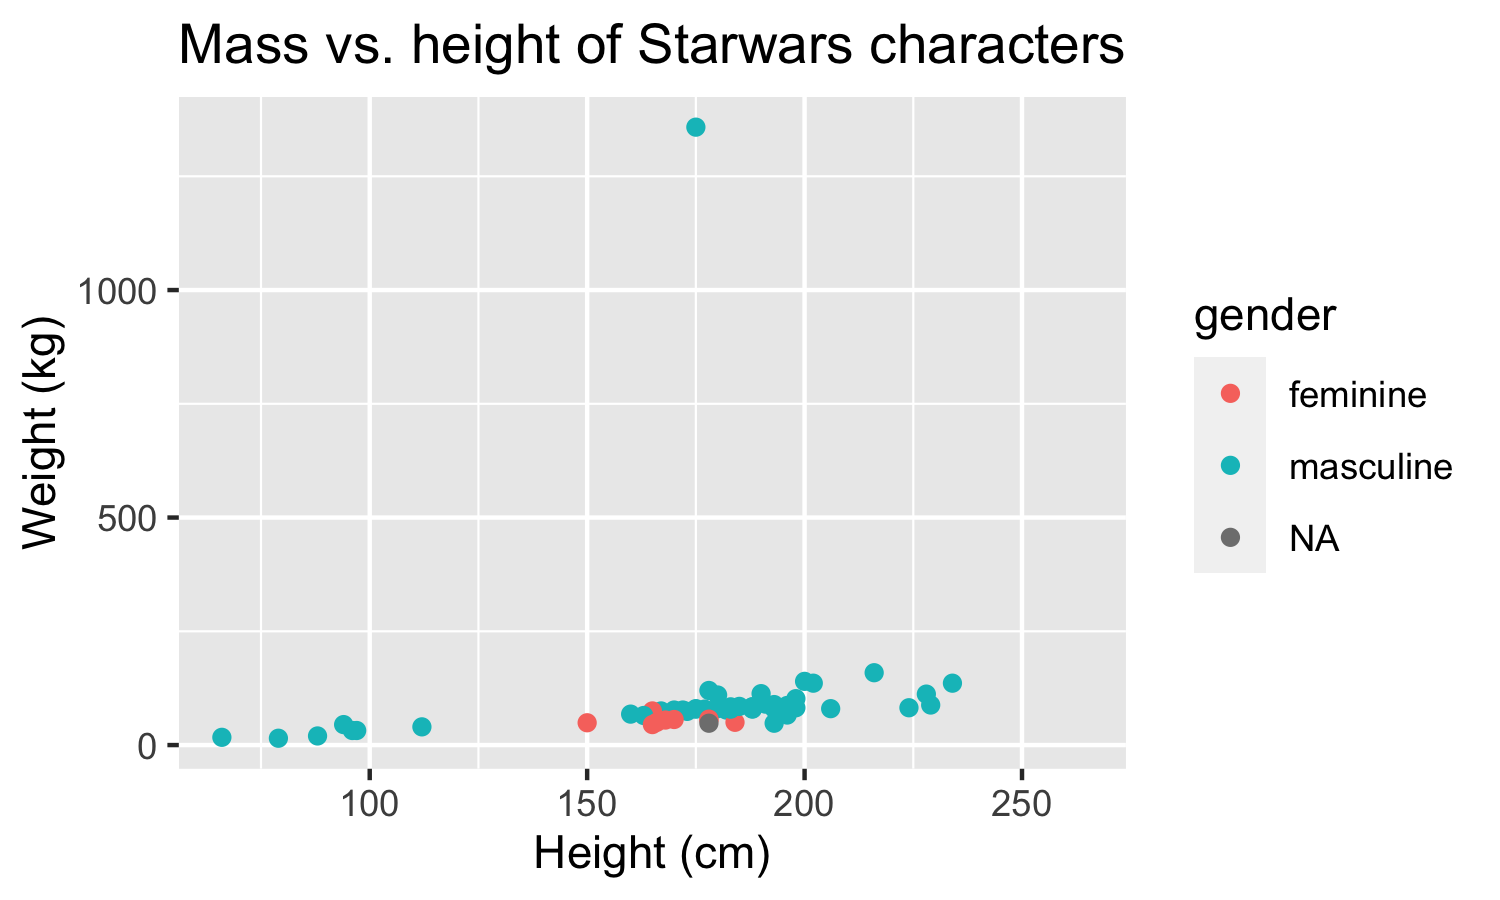 Mass vs. height of Starwars characters
Weight (kg)
1000
500
0
100 150 200 250
Height (cm)
gender
feminine
masculine
NA